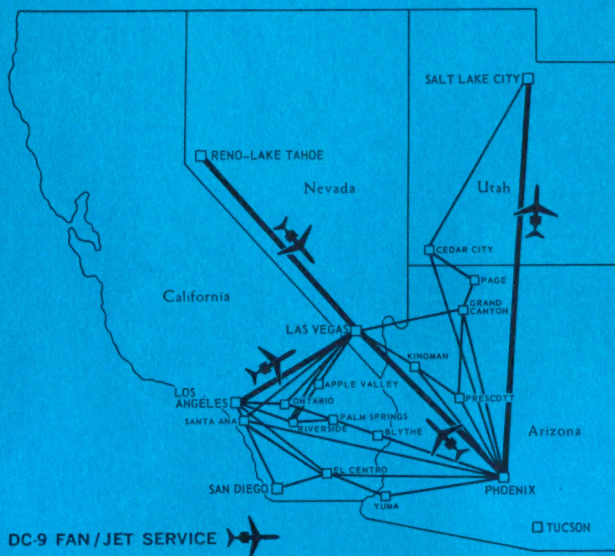 SALT LAKE CITY
RENO–LAKE TAHOE
Nevada
Utah
CEDAR CITY
PAGE
California
GRAND
CANYON
LAS VEGAS
KINGMAN
APPLE VALLEY
LOS
ANGELES
ONTARIO
PRESCOTT
SANTA ANA
PALM SPRINGS
RIVERSIDE
BLYTHE
Arizona
EL CENTRO
SAN DIEGO
PHOENIX
YUMA
TUCSON
DC-9 FAN/JET SERVICE